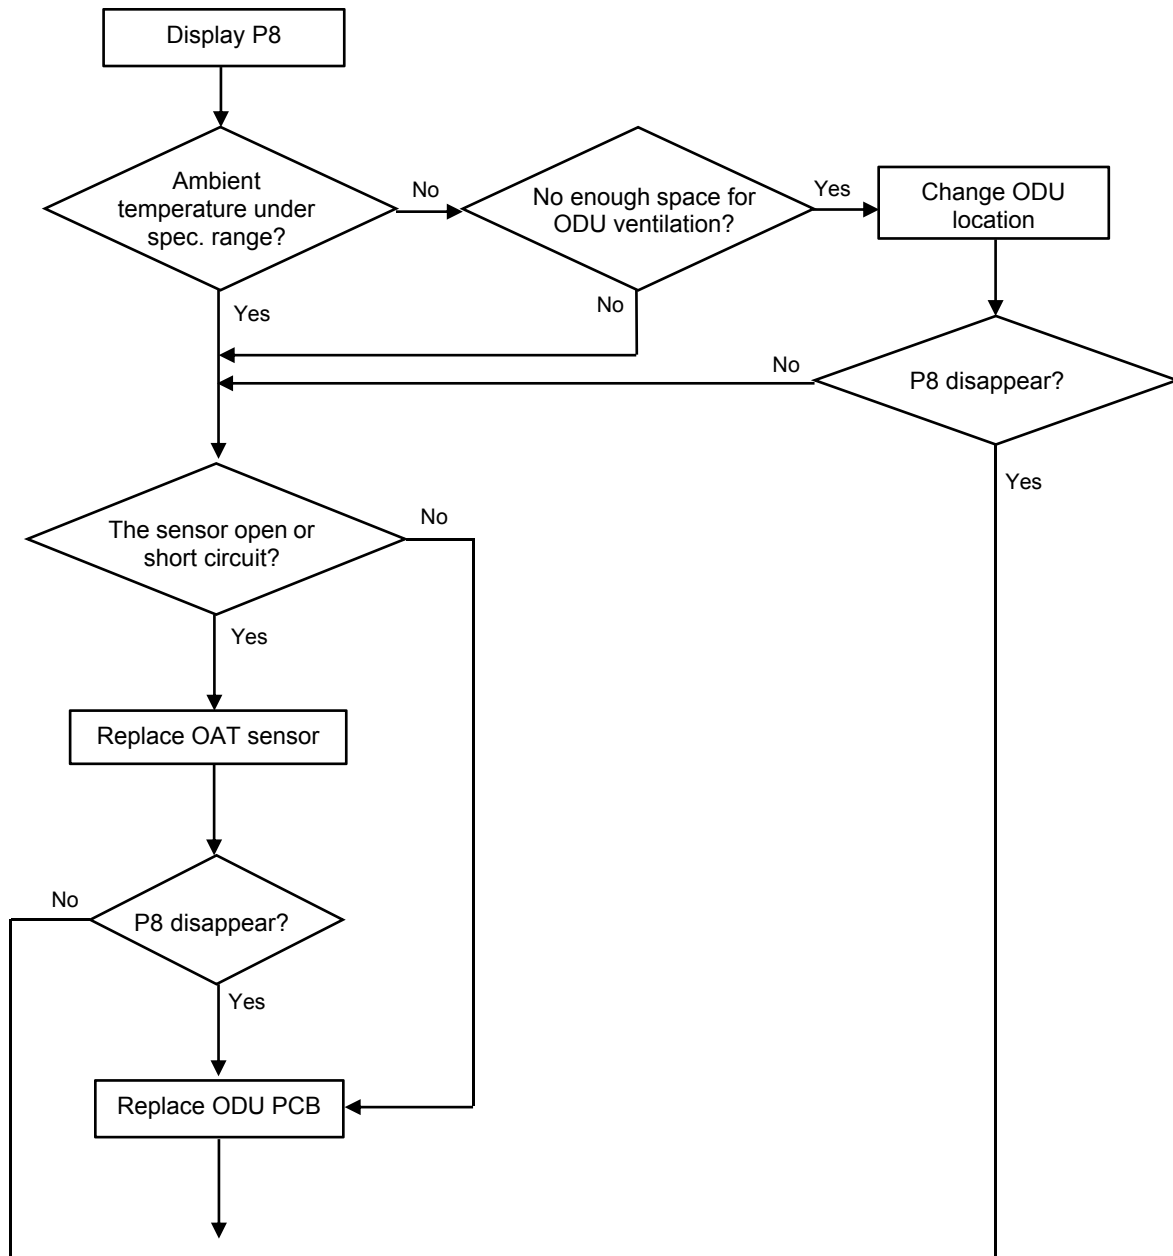 Display P8
Ambient
temperature under
spec. range?
No
No enough space for
ODU ventilation?
Yes
Change ODU
location
Yes
No
No
P8 disappear?
Yes
The sensor open or
short circuit?
No
Yes
Replace OAT sensor
No
P8 disappear?
Yes
Replace ODU PCB